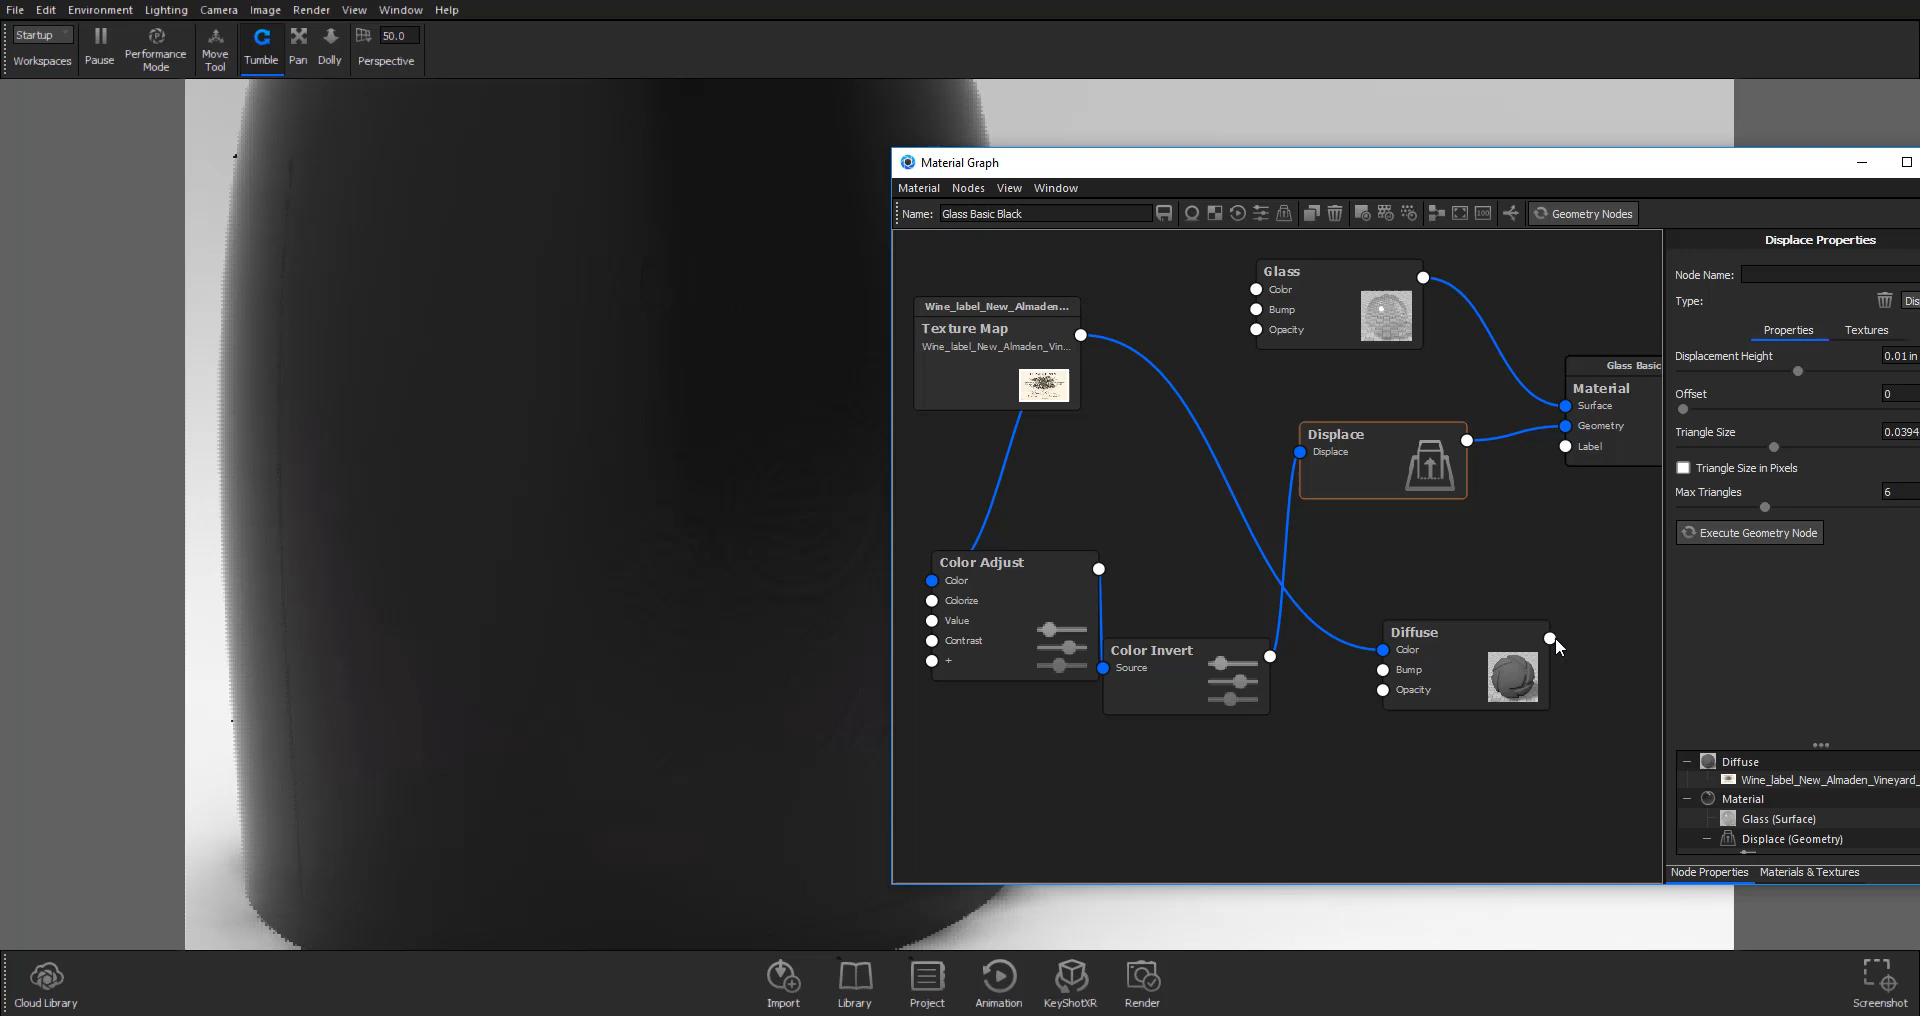 File Edit Environment Lighting Camera Image Render View Window Help
Startup
Workspaces
Pause
Performance
Mode
Move
Tool
Tumble
Pan
Dolly
50.0
Perspective
Material Graph
Material Nodes View Window
Name: Glass Basic Black
100
Geometry Nodes
Wine_label_New_Almaden...
Texture Map
Wine_label_New_Almaden_Vin...
Glass
Color
Bump
Opacity
Glass Basic
Material
Surface
Geometry
Label
Displace
Displace
Color Adjust
Color
Colorize
Value
Contrast
+
Color Invert
Source
Diffuse
Color
Bump
Opacity
Displace Properties
Node Name:
Type: Dis
Properties Textures
Displacement Height 0.01 in
Offset 0
Triangle Size 0.0394
Triangle Size in Pixels
Max Triangles 6
Execute Geometry Node
Diffuse
Wine_label_New_Almaden_Vineyard_
Material
Glass (Surface)
Displace (Geometry)
Node Properties Materials & Textures
Cloud Library
Import
Library
Project
Animation
KeyShotXR
Render
Screenshot